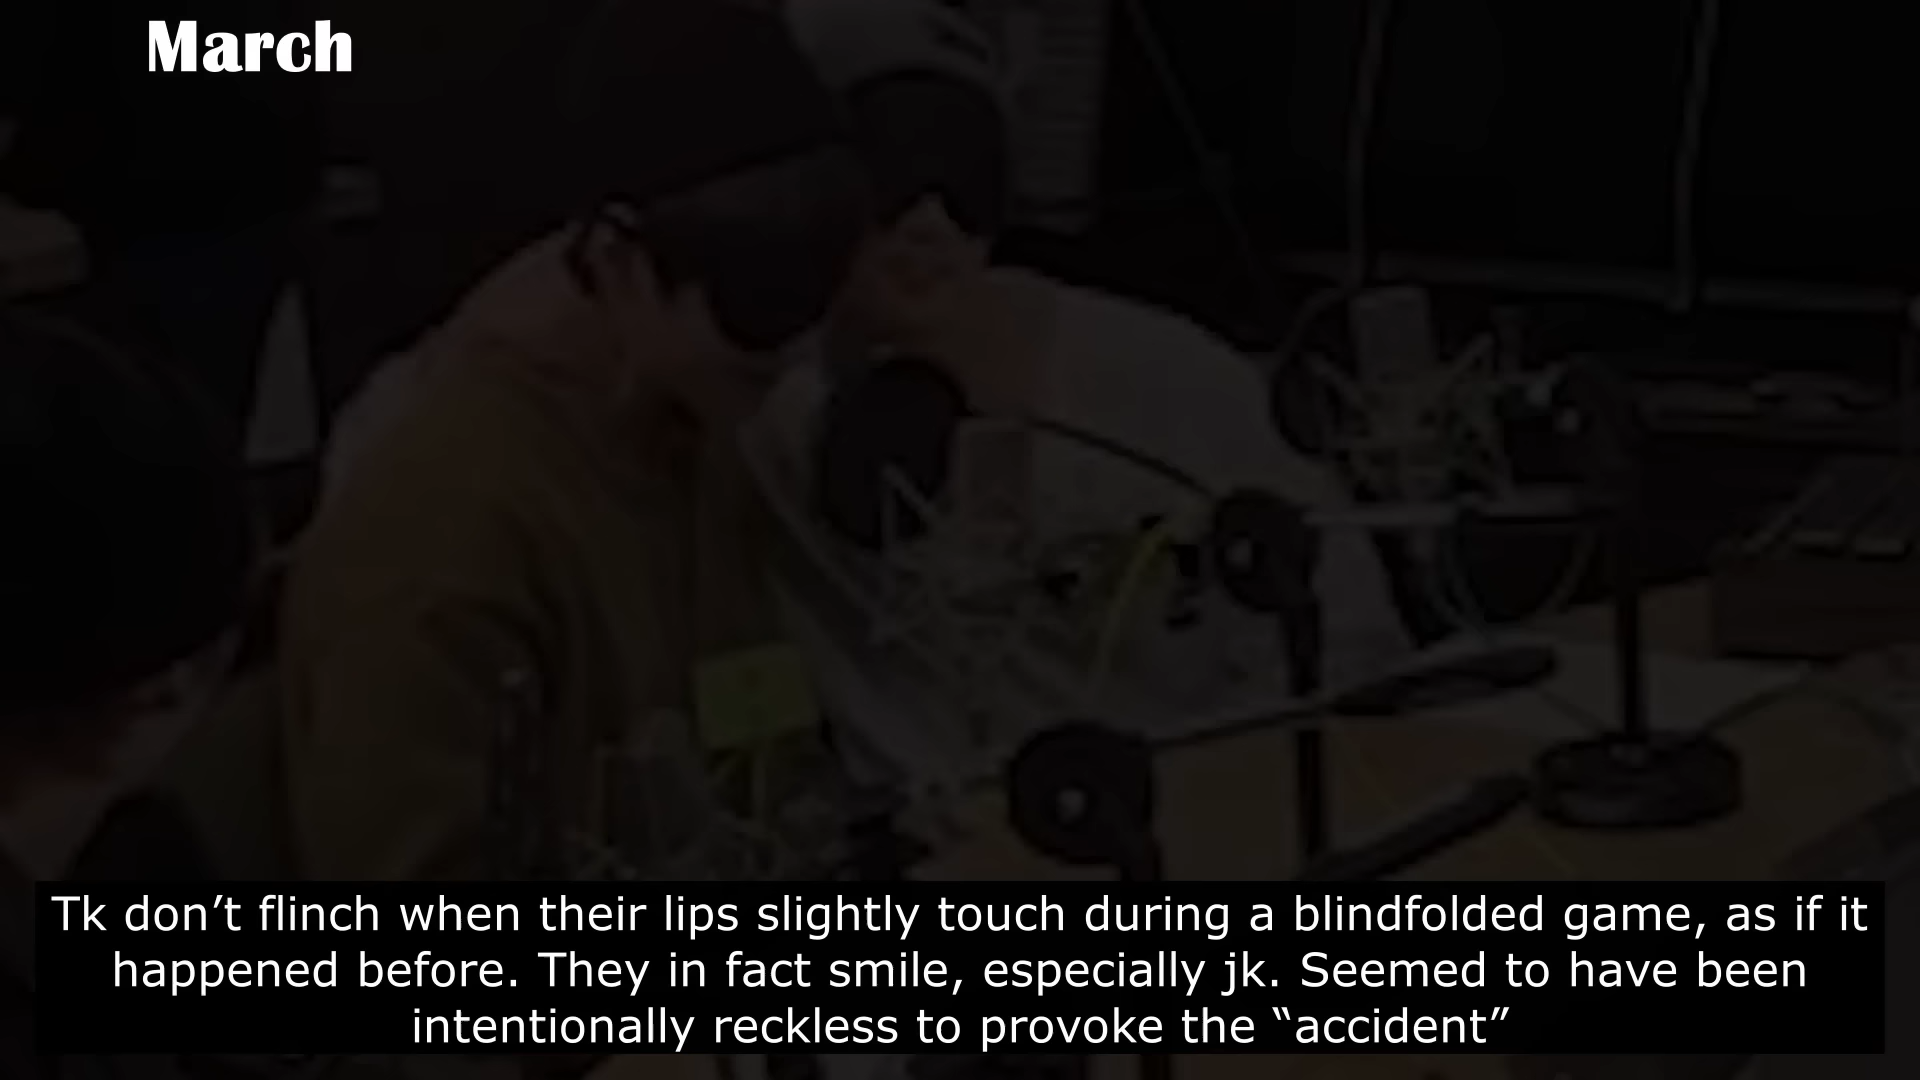 March
Tk don’t flinch when their lips slightly touch during a blindfolded game, as if it
happened before. They in fact smile, especially jk. Seemed to have been
intentionally reckless to provoke the “accident”